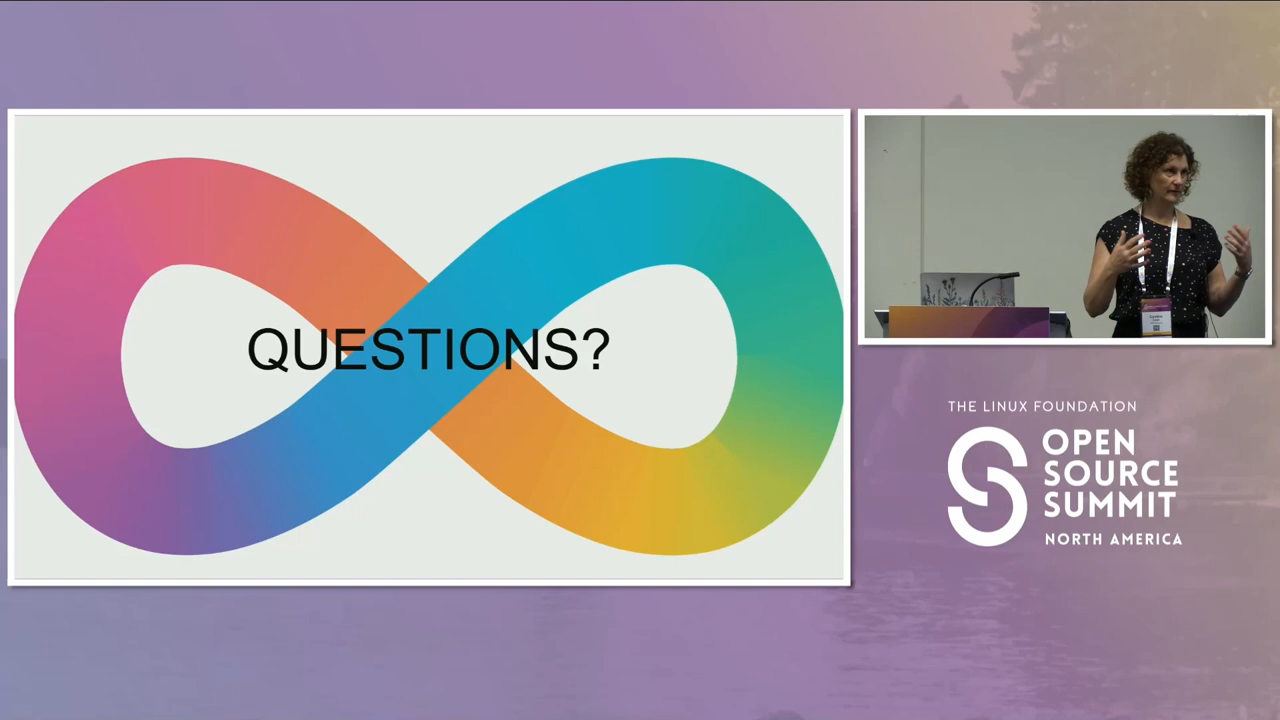 QUESTIONS?
THE LINUX FOUNDATION
OPEN
SOURCE
SUMMIT
NORTH AMERICA